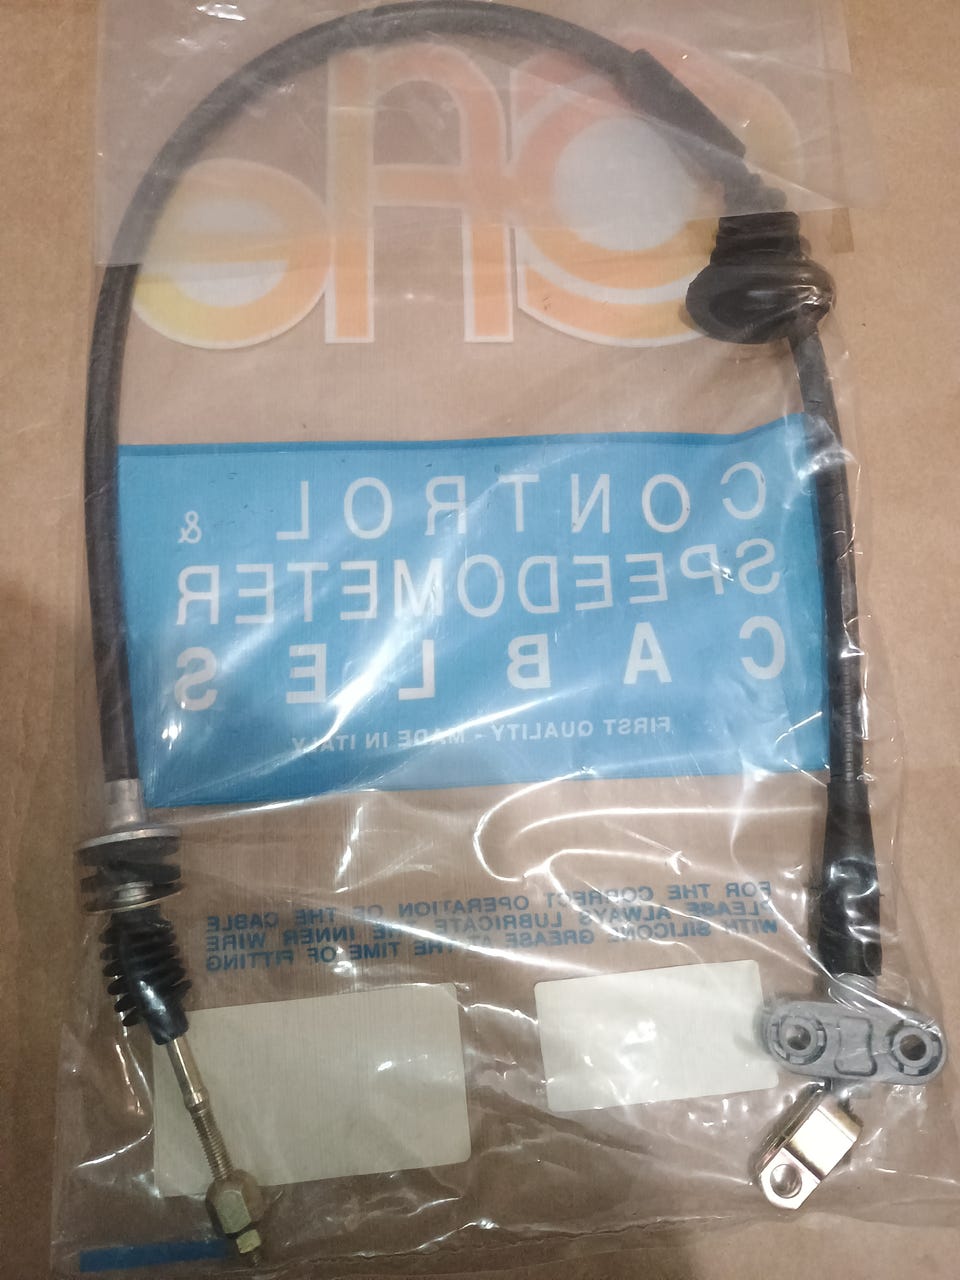 CONTROL &
SPEEDOMETER
CABLES
FIRST QUALITY - MADE IN ITALY
FOR THE CORRECT OPERATION OF THE CABLE
PLEASE ALWAYS LUBRICATE THE INNER WIRE
WITH SILICONE GREASE AT THE TIME OF FITTING